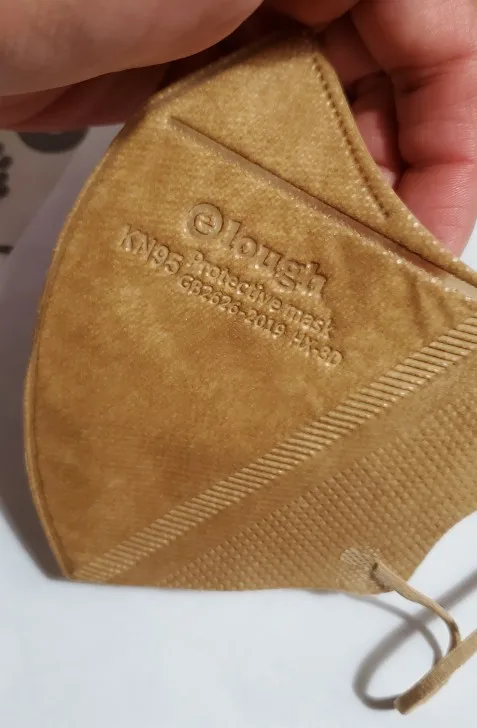 elough
KN95 Protective mask
GB2626-2019 HX-3D